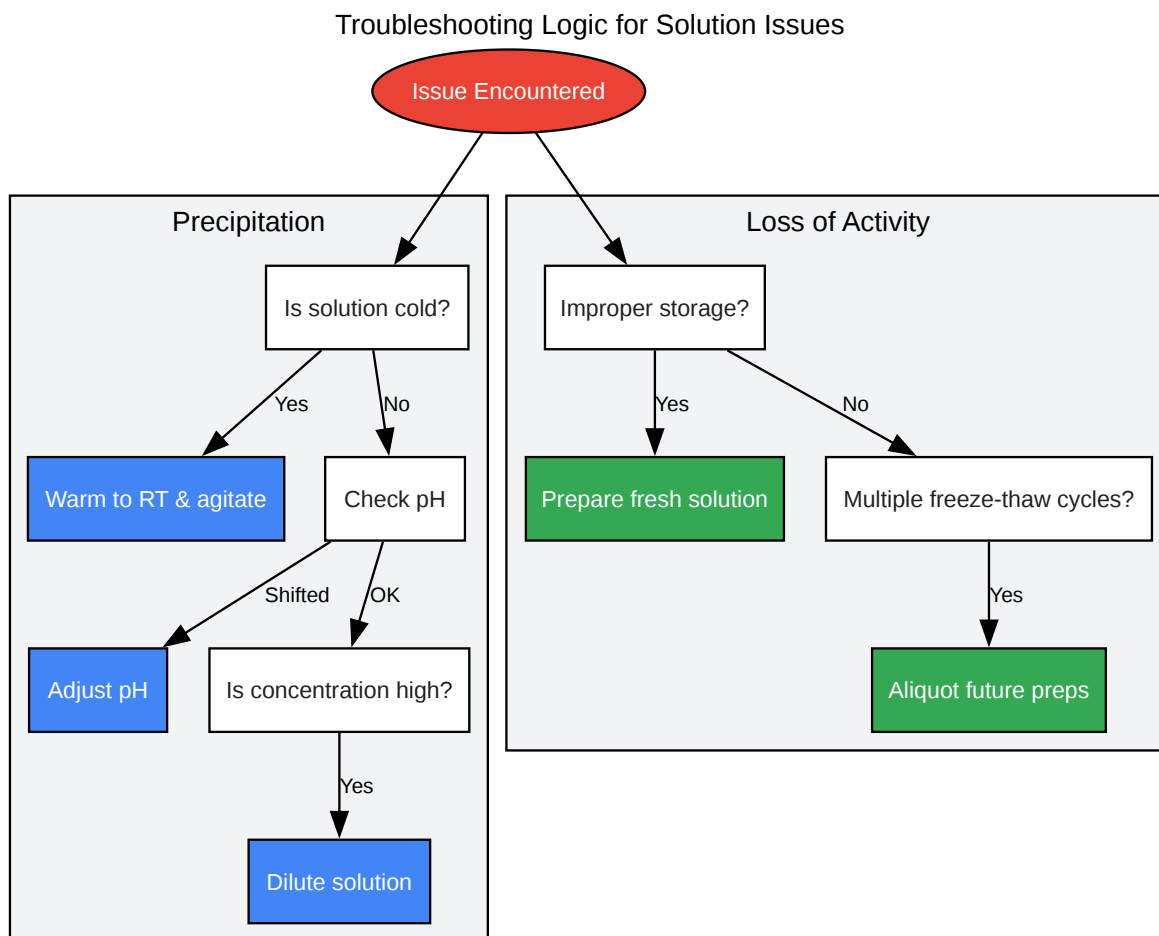 Troubleshooting Logic for Solution Issues
Issue Encountered
Precipitation
Is solution cold?
Yes
No
Warm to RT & agitate
Check pH
Shifted
OK
Adjust pH
Is concentration high?
Yes
Dilute solution
Loss of Activity
Improper storage?
Yes
No
Prepare fresh solution
Multiple freeze-thaw cycles?
Yes
Aliquot future preps